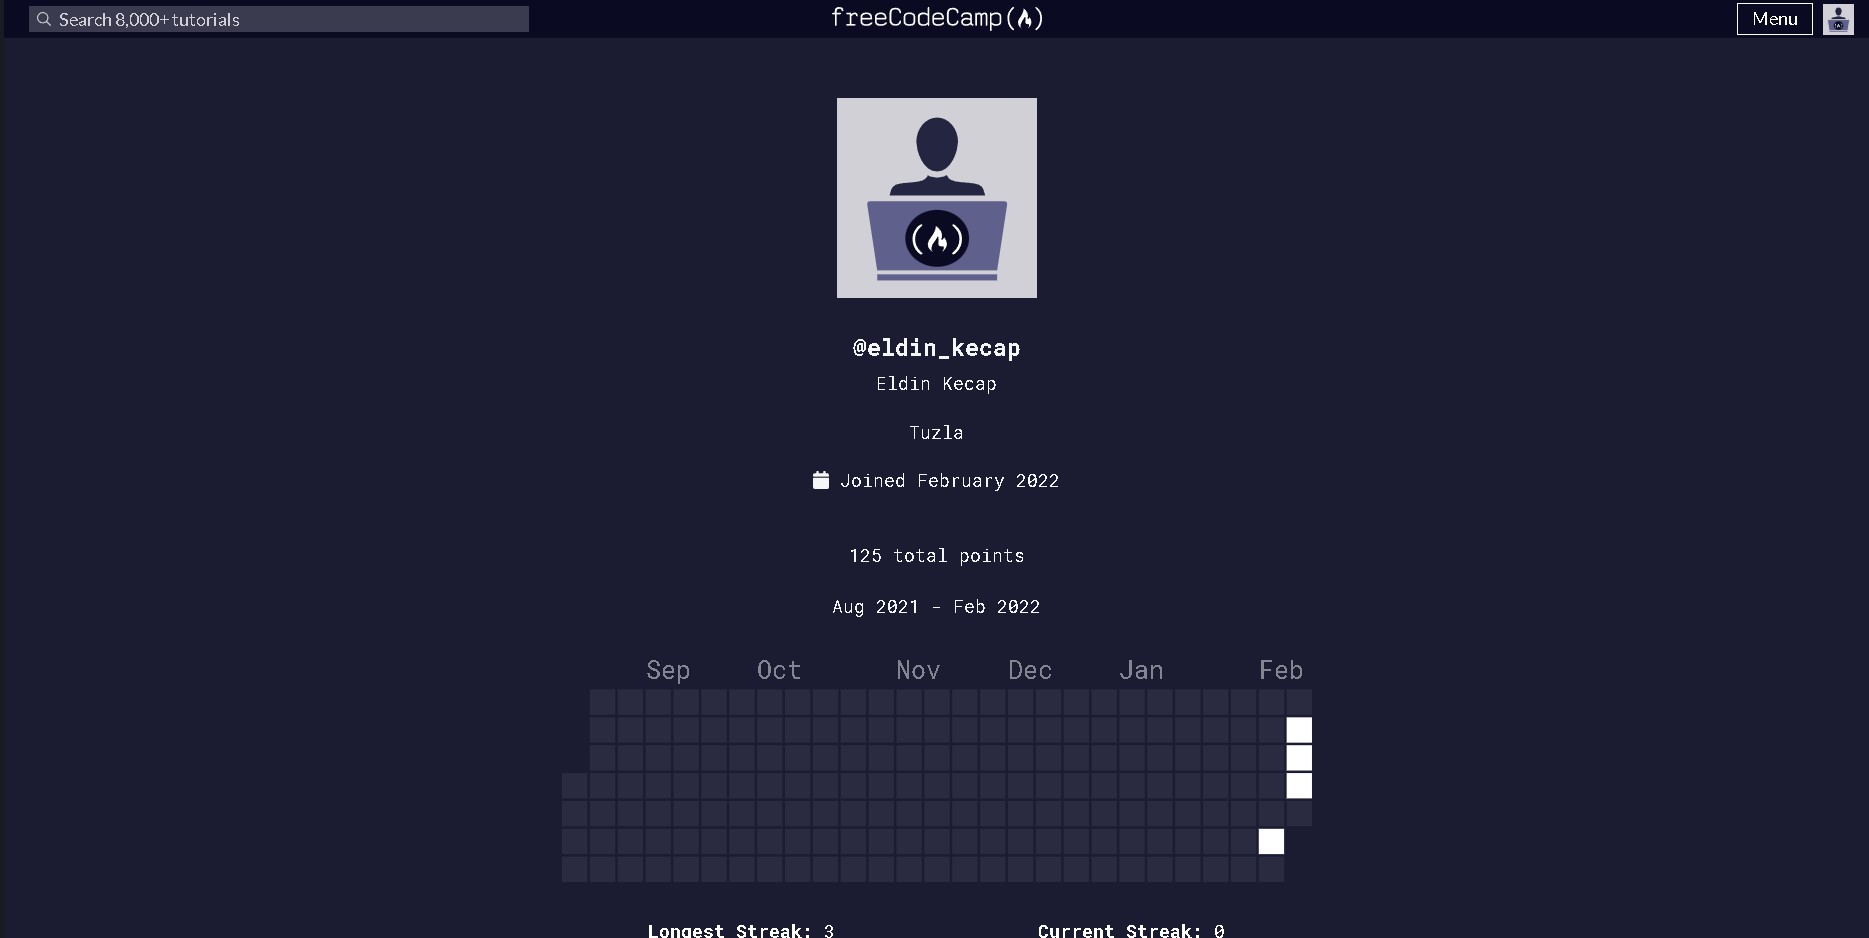 Search 8,000+ tutorials
freeCodeCamp
Menu
@eldin_kecap
Eldin Kecap
Tuzla
Joined February 2022
125 total points
Aug 2021 - Feb 2022
Sep Oct Nov Dec Jan Feb
Longest Streak: 3 Current Streak: 0